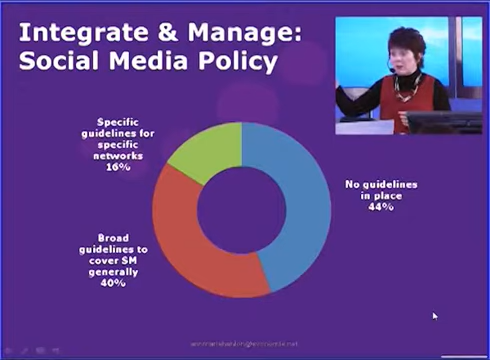 Integrate & Manage:
Social Media Policy
Specific
guidelines for
specific
networks
16%
No guidelines
in place
44%
Broad
guidelines to
cover SM
generally
40%